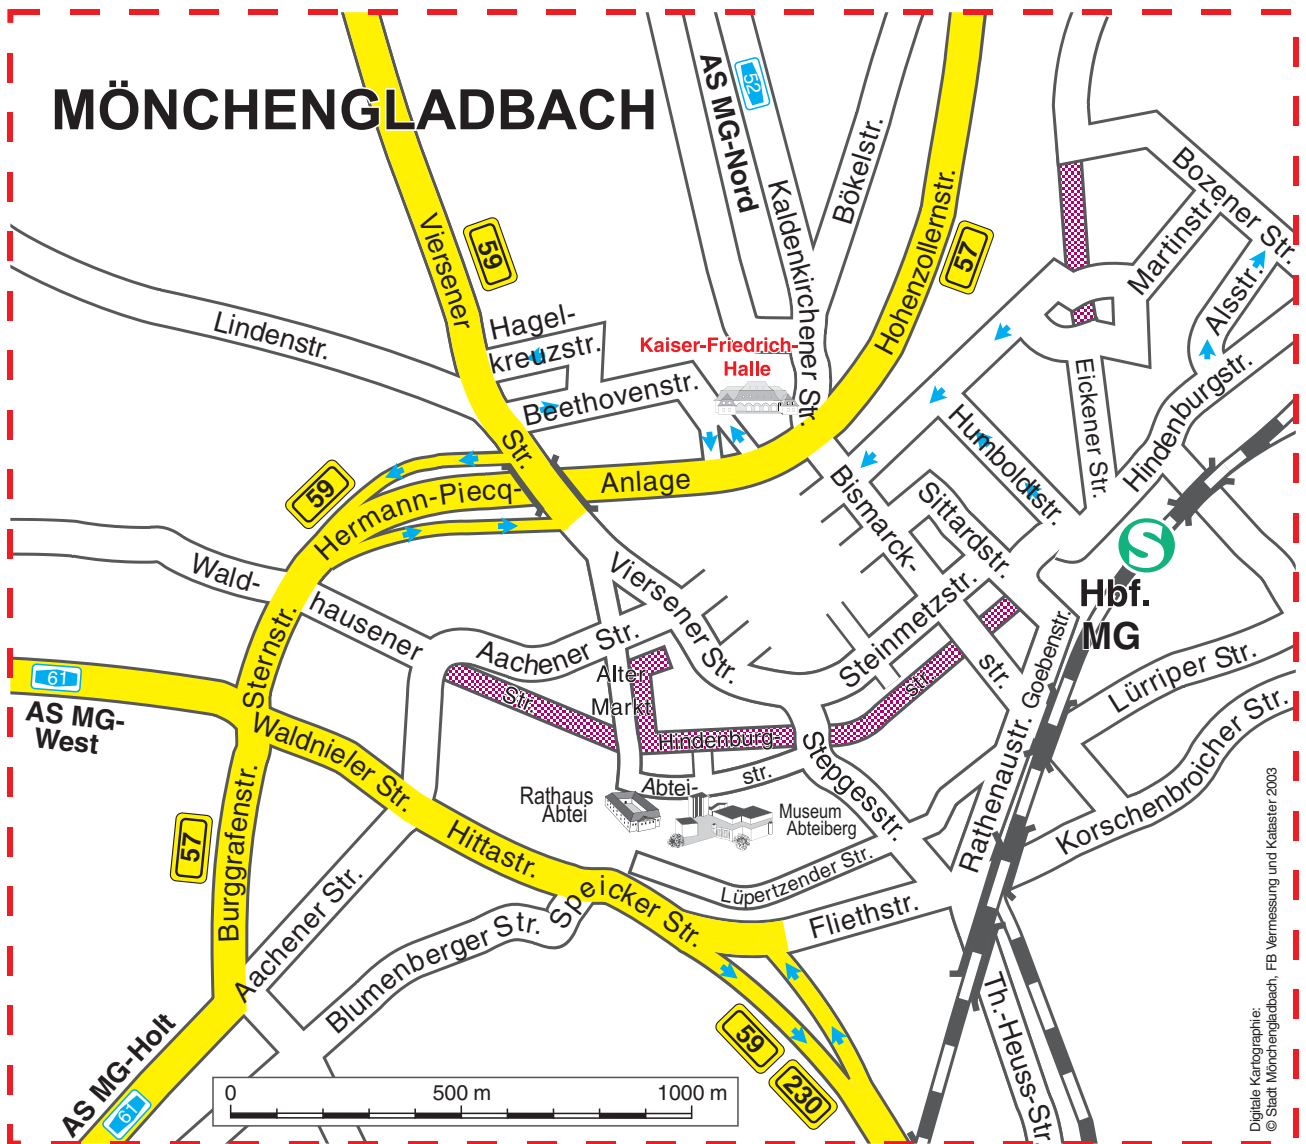 MÖNCHENGLADBACH
AS MG-Nord
52
Kaldenkirchener Str.
Bökelstr.
Hohenzollernstr.
57
Bozener Str.
Martinstr.
Alsstr.
Viersener
59
Str.
Lindenstr.
Hagel-
kreuzstr.
Beethovenstr.
Kaiser-Friedrich-
Halle
Eickener Str.
Hindenburgstr.
Humboldtstr.
Sittardstr.
Bismarck-
str.
59
Hermann-Piecq-
Anlage
Wald-
hausener
Str.
Viersener Str.
Steinmetzstr.
S
Hbf.
MG
Goebenstr.
Sternstr.
Aachener Str.
Alter
Markt
Hindenburg-
str.
61
AS MG-
West
Waldnieler Str.
Stepgesstr.
Abtei-
str.
Rathaus
Abtei
Museum
Abteiberg
Rathenaustr.
Lürriper Str.
Korschenbroicher Str.
57
Burggrafenstr.
Hittastr.
Lüpertzender Str.
Speicker Str.
Fliethstr.
Aachener Str.
Blumenberger Str.
Th.-Heuss-Str.
AS MG-Holt
61
59
230
0
500 m
1000 m
Digitale Kartographie:
© Stadt Mönchengladbach, FB Vermessung und Kataster 2003